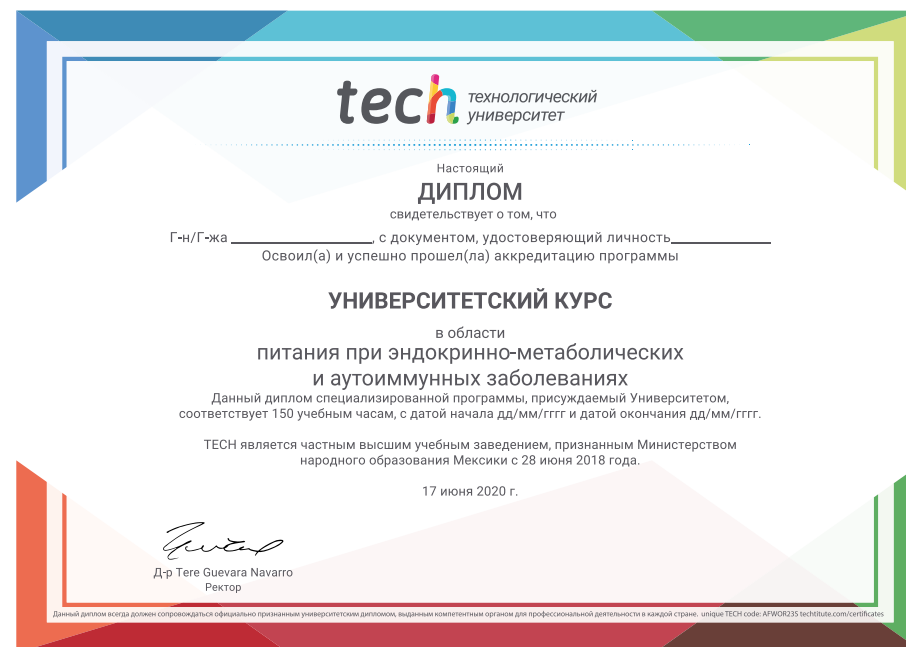 tech технологический
университет
Настоящий
ДИПЛОМ
свидетельствует о том, что
Г-н/Г-жа ____________________, с документом, удостоверяющий личность______________
Освоил(а) и успешно прошел(ла) аккредитацию программы
УНИВЕРСИТЕТСКИЙ КУРС
в области
питания при эндокринно-метаболических
и аутоиммунных заболеваниях
Данный диплом специализированной программы, присуждаемый Университетом,
соответствует 150 учебным часам, с датой начала дд/мм/гггг и датой окончания дд/мм/гггг.
TECH является частным высшим учебным заведением, признанным Министерством
народного образования Мексики с 28 июня 2018 года.
17 июня 2020 г.
Д-р Tere Guevara Navarro
Ректор
Данный диплом всегда должен сопровождаться официально признанным университетским дипломом, выданным компетентным органом для профессиональной деятельности в каждой стране. unique TECH code: AFWOR23S techtitute.com/certificates